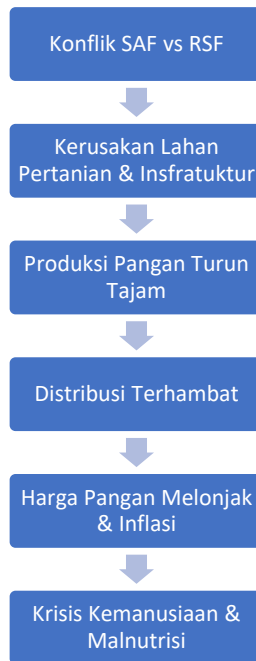 Konflik SAF vs RSF
Kerusakan Lahan
Pertanian & Insfratuktur
Produksi Pangan Turun
Tajam
Distribusi Terhambat
Harga Pangan Melonjak
& Inflasi
Krisis Kemanusiaan &
Malnutrisi